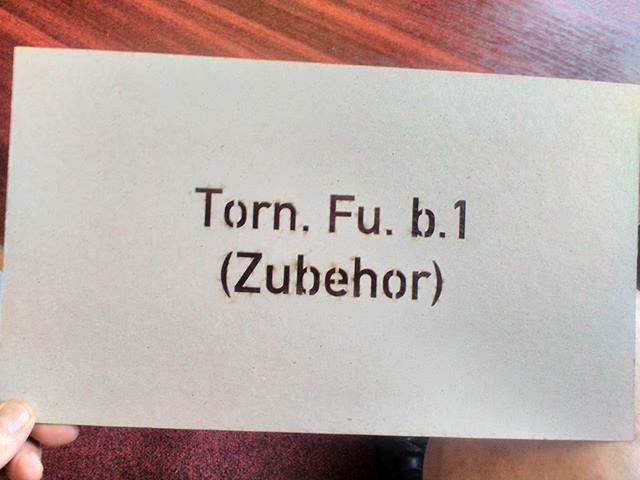 Torn. Fu. b.1
(Zubehor)